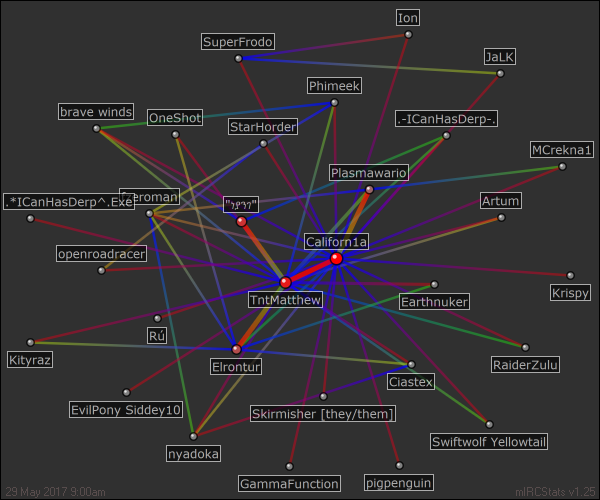 Ion
SuperFrodo
JaLK
Phimeek
brave winds
OneShot
.-ICanHasDerp-.
StarHorder
MCrekna1
Plasmawario
.*ICanHasDerp^.Exe
eroman
Artum
Californ1a
openroadracer
Krispy
TntMatthew
Earthnuker
Rú
Kityraz
Elrontur
RaiderZulu
Ciastex
EvilPony Siddey10
Skirmisher [they/them]
Swiftwolf Yellowtail
nyadoka
GammaFunction
pigpenguin
29 May 2017 9:00am
mIRCStats v1.25